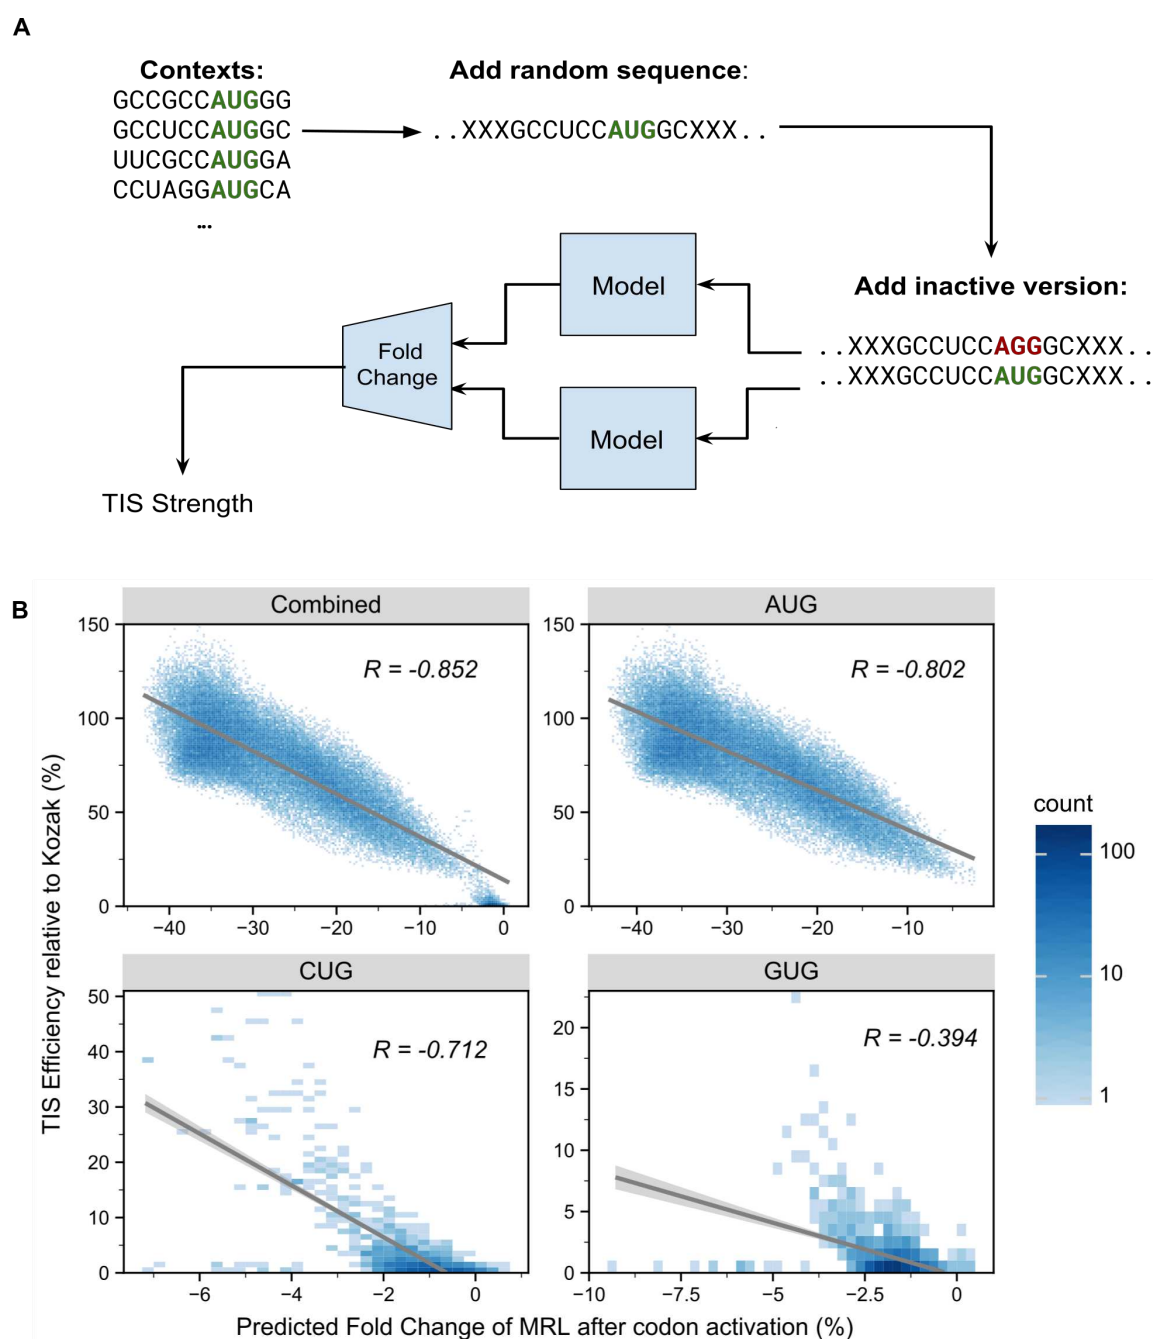 A
Contexts:
GCCGCCAUGGG
GCCUCCAUGGC
UUCGCCAUGGA
CCUAGGAUGCA
...
Add random sequence:
..XXXGCCUCCAUGGCXXX..
Add inactive version:
..XXXGCCUCCAGGGCXXX..
..XXXGCCUCCAUGGCXXX..
Model
Model
Fold
Change
TIS Strength
B
Combined
R = -0.852
150
100
50
0
−40
−30
−20
−10
0
AUG
R = -0.802
150
100
50
0
−40
−30
−20
−10
CUG
R = -0.712
50
40
30
20
10
0
−6
−4
−2
0
GUG
R = -0.394
20
15
10
5
0
−10
−7.5
−5
−2.5
0
TIS Efficiency relative to Kozak (%)
Predicted Fold Change of MRL after codon activation (%)
count
100
10
1